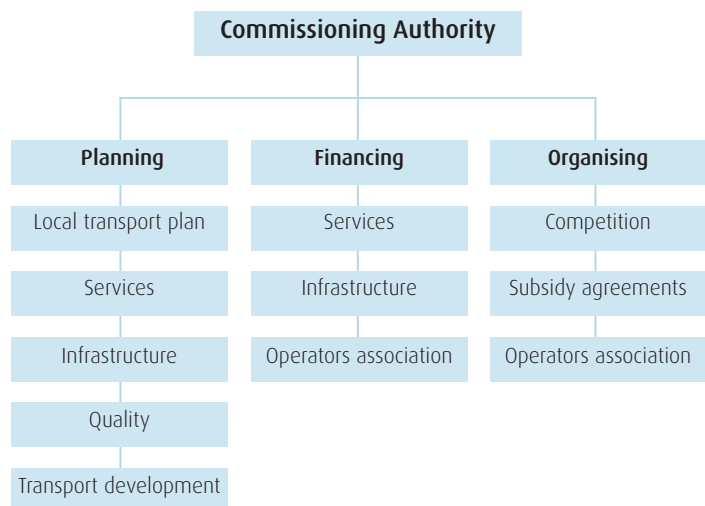 Commissioning Authority
Planning
Local transport plan
Services
Infrastructure
Quality
Transport development
Financing
Services
Infrastructure
Operators association
Organising
Competition
Subsidy agreements
Operators association